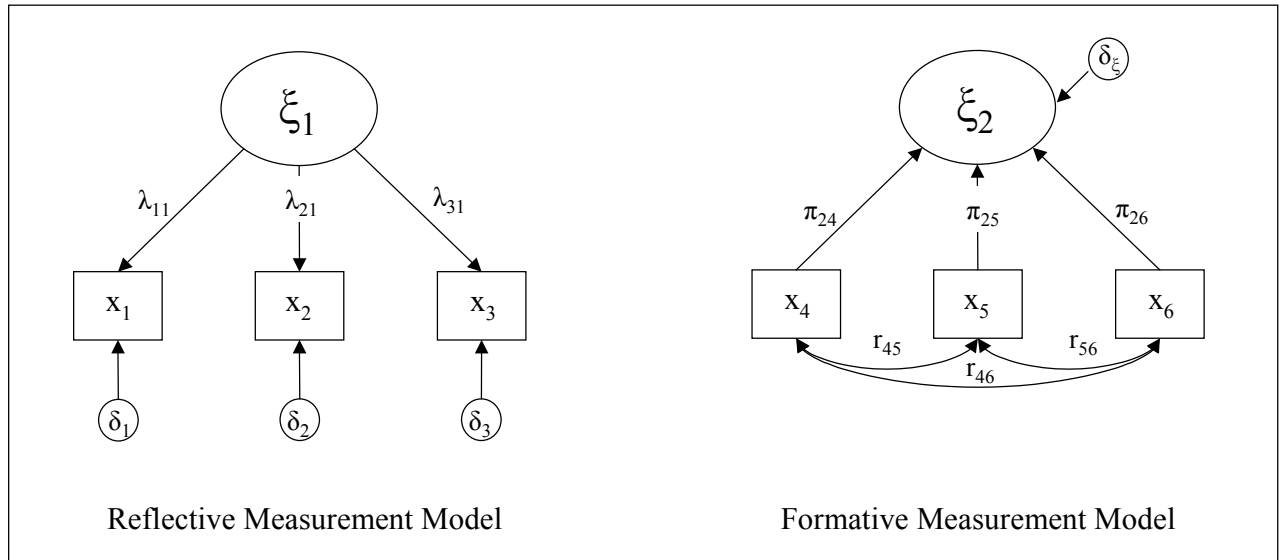 ξ₁
λ₁₁
λ₂₁
λ₃₁
x₁
x₂
x₃
δ₁
δ₂
δ₃
Reflective Measurement Model
δ_ξ
ξ₂
π₂₄
π₂₅
π₂₆
x₄
x₅
x₆
r₄₅
r₅₆
r₄₆
Formative Measurement Model